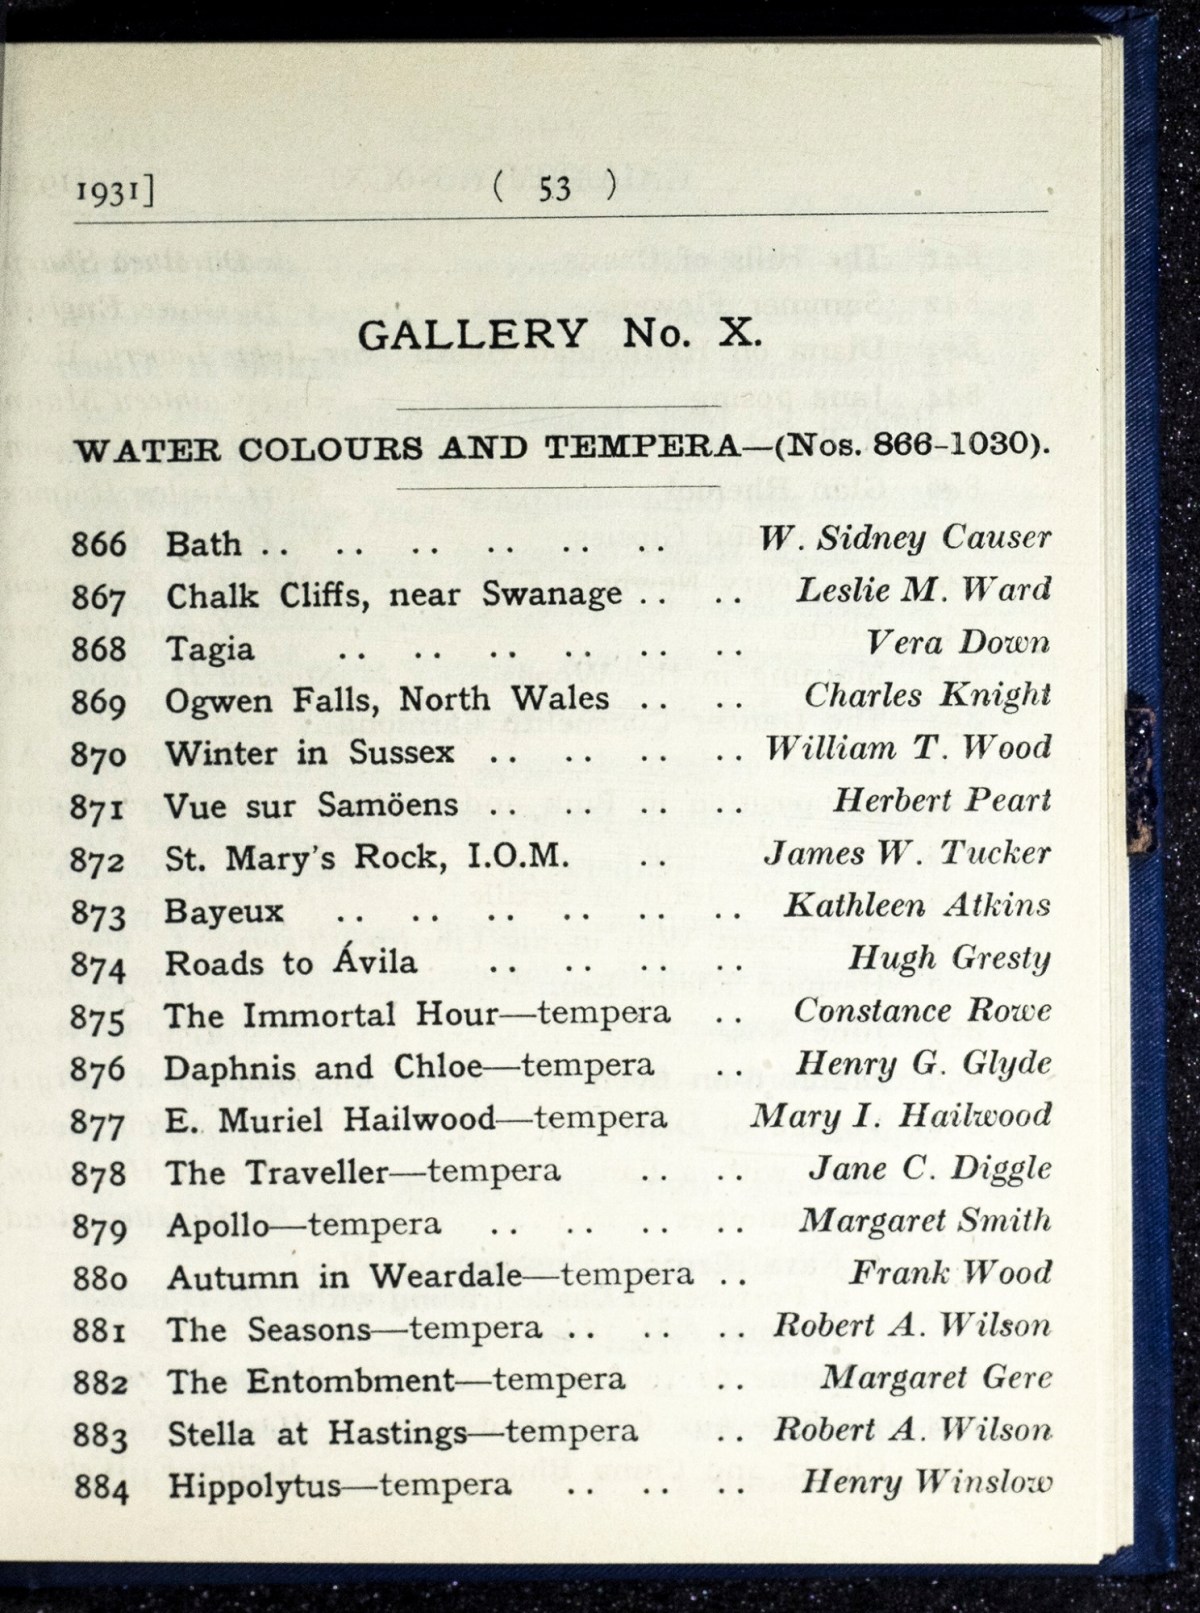 1931] ( 53 )
GALLERY No. X.
WATER COLOURS AND TEMPERA—(Nos. 866-1030).
866 Bath .. .. .. .. .. .. W. Sidney Causer
867 Chalk Cliffs, near Swanage .. .. Leslie M. Ward
868 Tagia .. .. .. .. .. .. Vera Down
869 Ogwen Falls, North Wales .. .. Charles Knight
870 Winter in Sussex .. .. .. .. William T. Wood
871 Vue sur Samöens .. .. .. .. Herbert Peart
872 St. Mary's Rock, I.O.M. .. James W. Tucker
873 Bayeux .. .. .. .. .. .. Kathleen Atkins
874 Roads to Ávila .. .. .. .. Hugh Gresty
875 The Immortal Hour—tempera .. Constance Rowe
876 Daphnis and Chloe—tempera .. Henry G. Glyde
877 E. Muriel Hailwood—tempera Mary I. Hailwood
878 The Traveller—tempera .. .. Jane C. Diggle
879 Apollo—tempera .. .. .. .. Margaret Smith
880 Autumn in Weardale—tempera .. Frank Wood
881 The Seasons—tempera .. .. .. Robert A. Wilson
882 The Entombment—tempera .. Margaret Gere
883 Stella at Hastings—tempera .. Robert A. Wilson
884 Hippolytus—tempera .. .. .. Henry Winslow